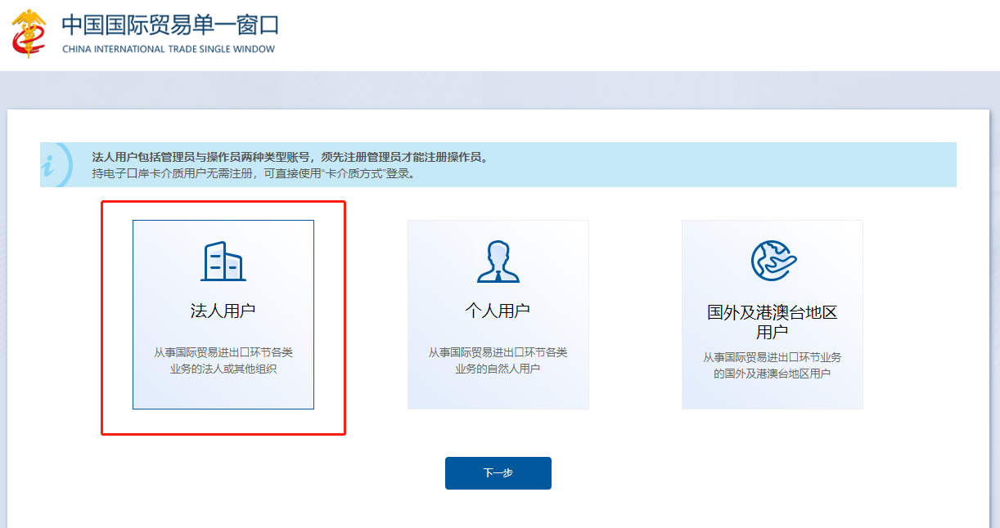 中国国际贸易单一窗口
CHINA INTERNATIONAL TRADE SINGLE WINDOW
法人用户包括管理员与操作员两种类型账号，须先注册管理员才能注册操作员。
持电子口岸卡介质用户无需注册，可直接使用“卡介质方式”登录。
法人用户
从事国际贸易进出口环节各类
业务的法人或其他组织
个人用户
从事国际贸易进出口环节各类
业务的自然人用户
国外及港澳台地区
用户
从事国际贸易进出口环节业务
的国外及港澳台地区用户
下一步